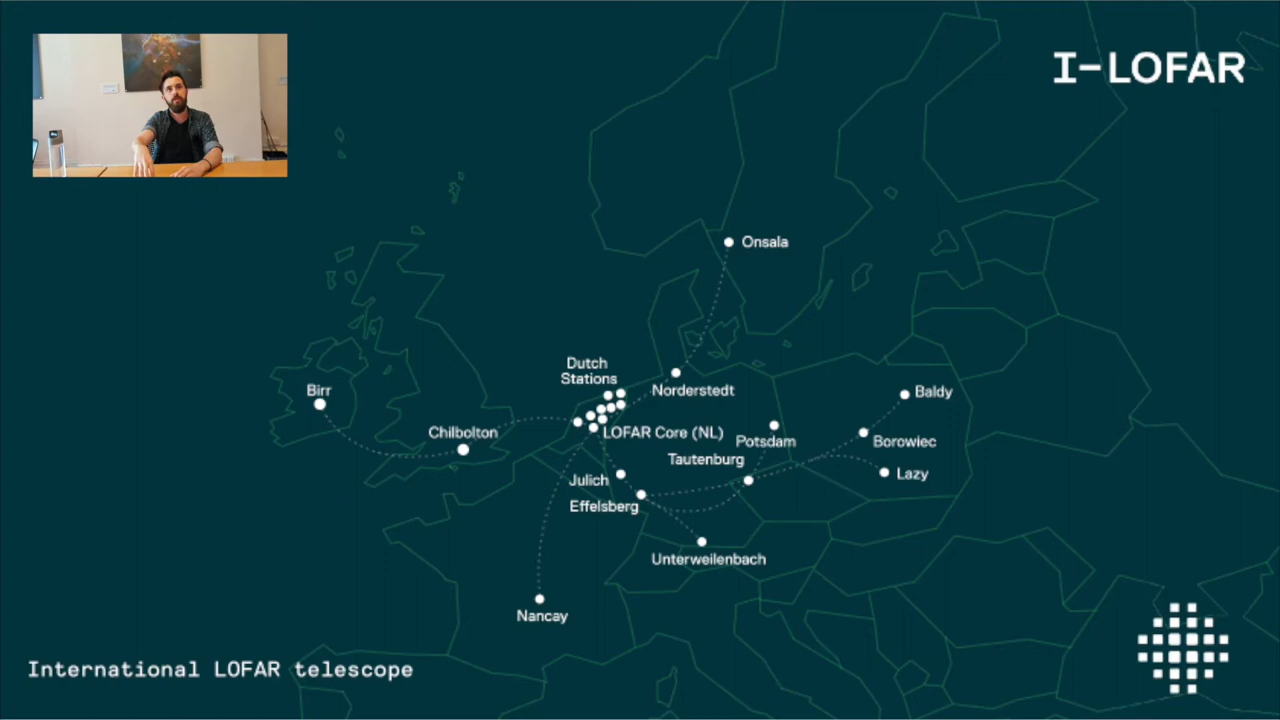 I-LOFAR
Onsala
Dutch
Stations
Norderstedt
Birr
Baldy
Chilbolton
LOFAR Core (NL)
Potsdam
Borowiec
Tautenburg
Lazy
Julich
Effelsberg
Unterweilenbach
Nancay
International LOFAR telescope